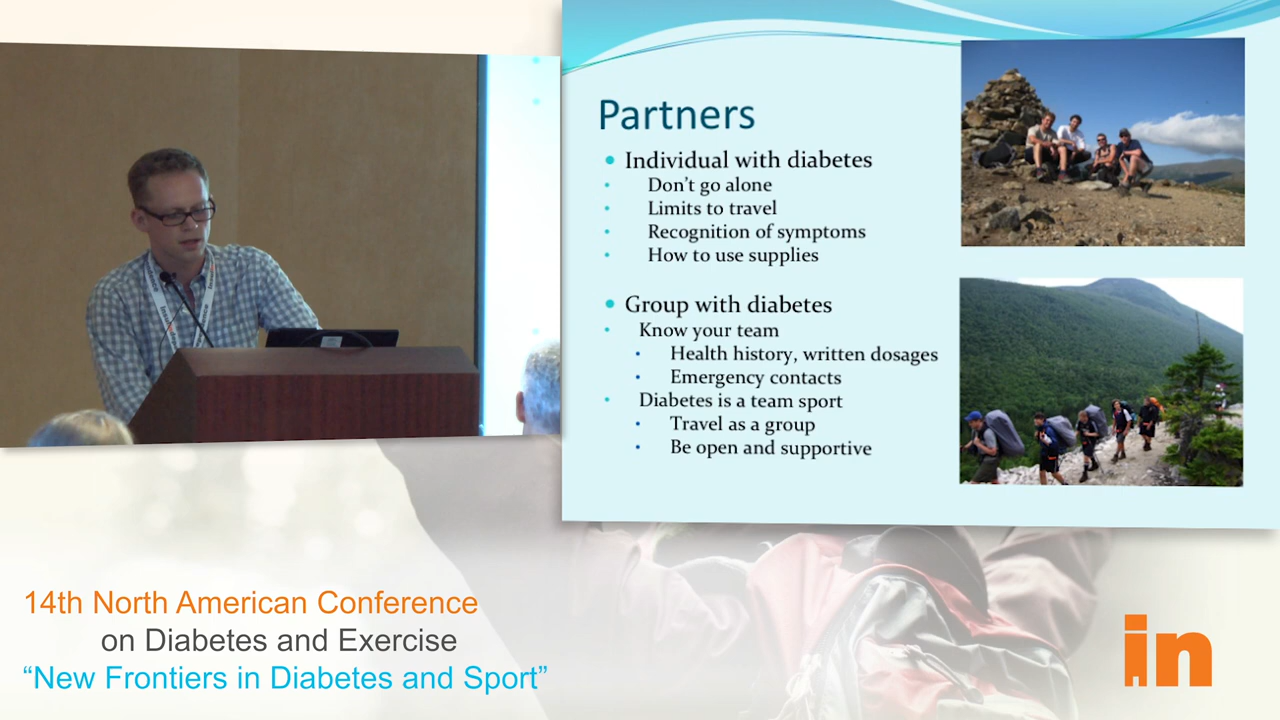 Partners
Individual with diabetes
Don't go alone
Limits to travel
Recognition of symptoms
How to use supplies
Group with diabetes
Know your team
Health history, written dosages
Emergency contacts
Diabetes is a team sport
Travel as a group
Be open and supportive
14th North American Conference
on Diabetes and Exercise
“New Frontiers in Diabetes and Sport”
in